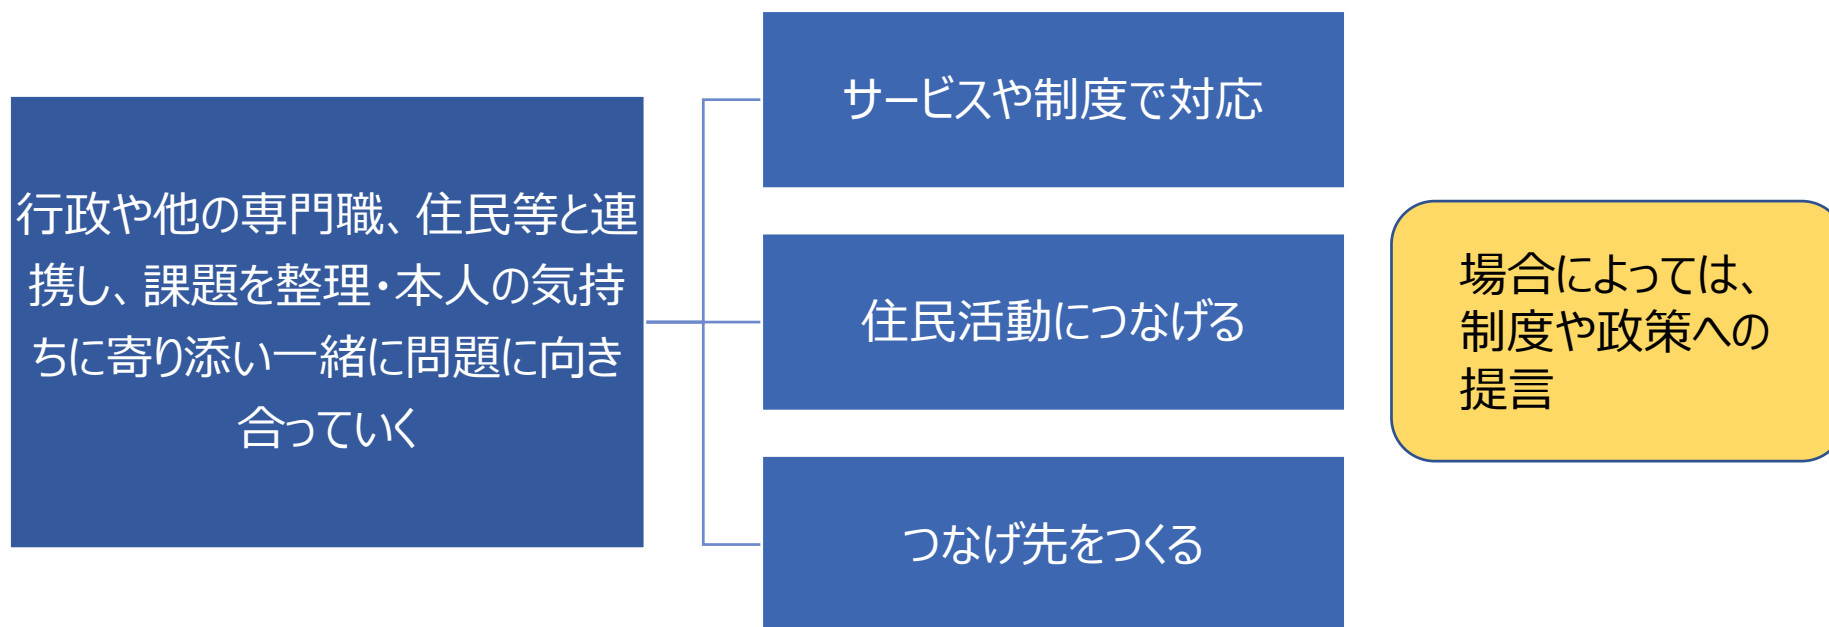 行政や他の専門職、住民等と連
携し、課題を整理・本人の気持
ちに寄り添い一緒に問題に向き
合っていく
サービスや制度で対応
住民活動につなげる
つなげ先をつくる
場合によっては、
制度や政策への
提言